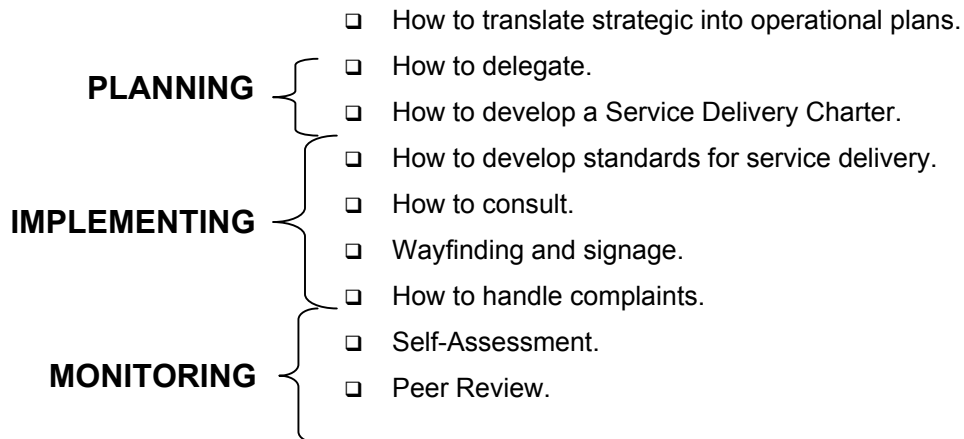 ❑ How to translate strategic into operational plans.
PLANNING
❑ How to delegate.
❑ How to develop a Service Delivery Charter.
❑ How to develop standards for service delivery.
IMPLEMENTING
❑ How to consult.
❑ Wayfinding and signage.
❑ How to handle complaints.
MONITORING
❑ Self-Assessment.
❑ Peer Review.